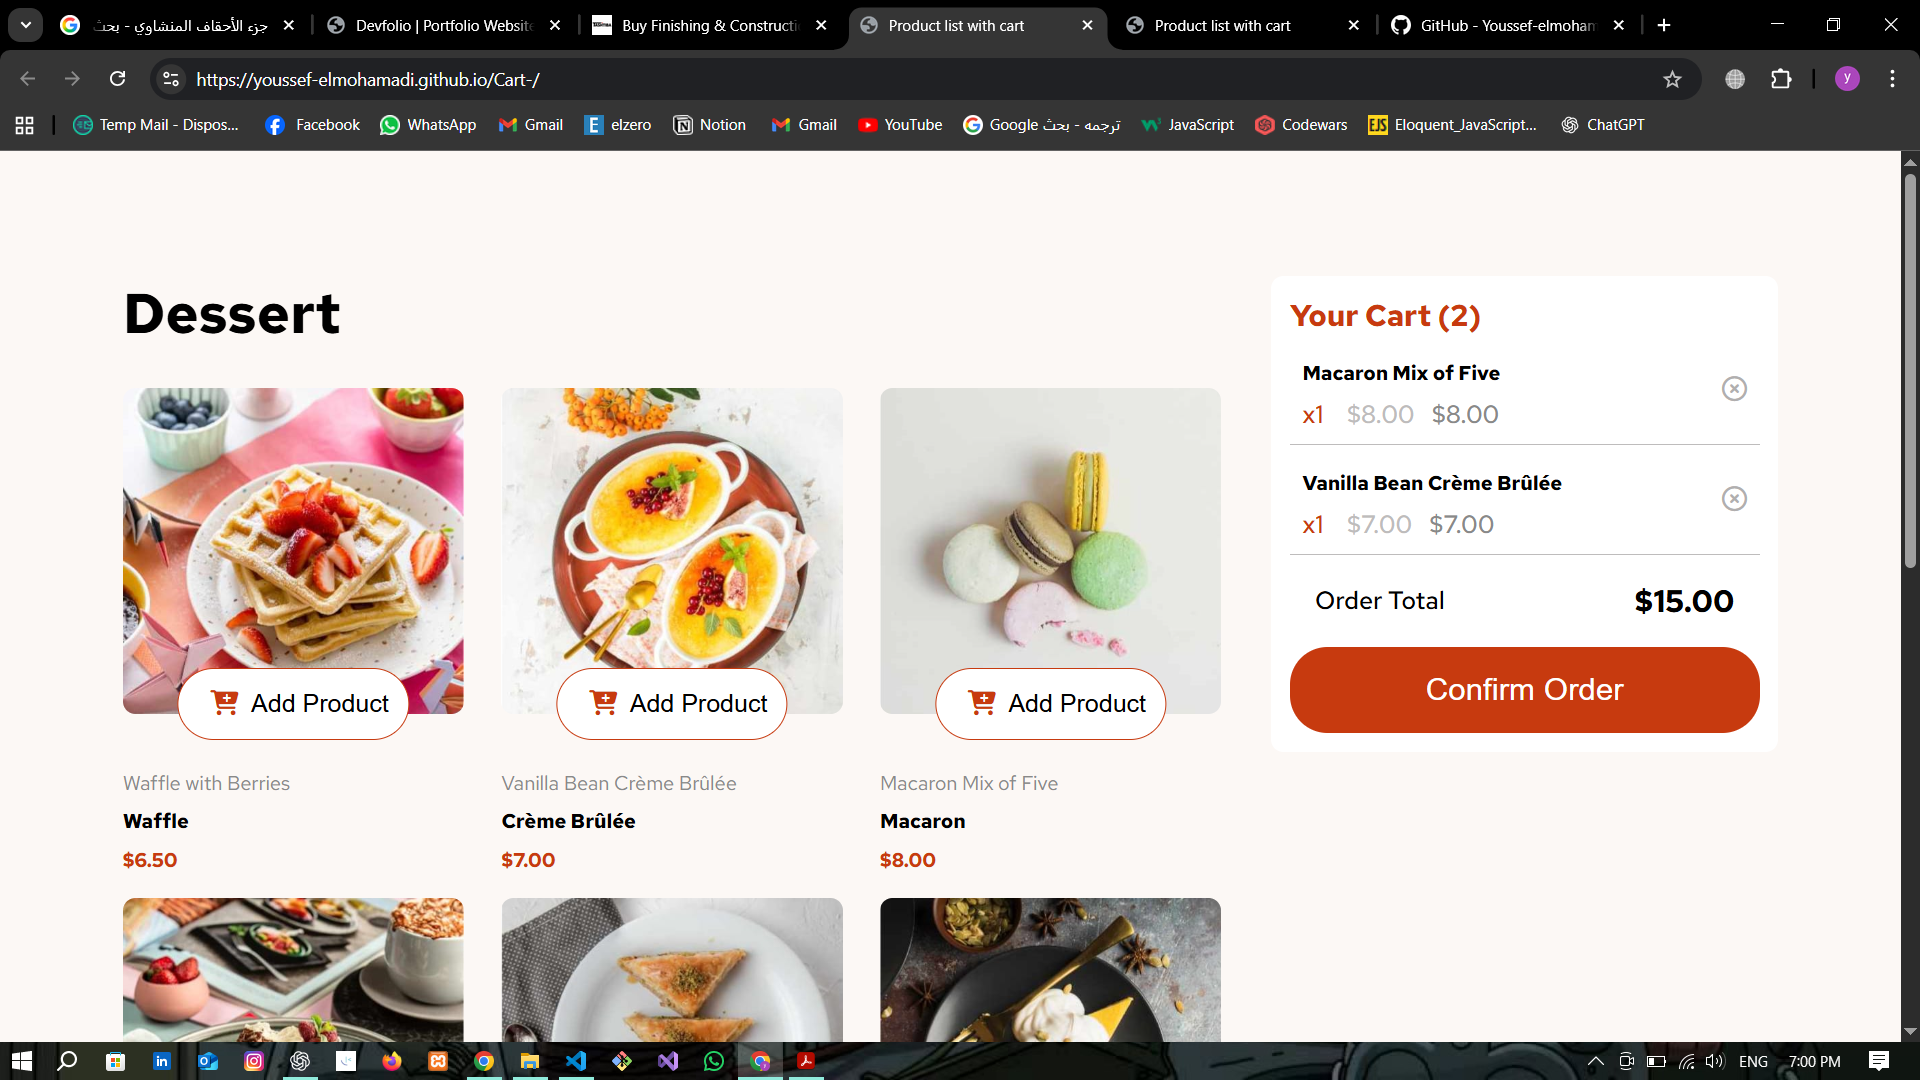 جزء الأحقاف المنشاوي - بحث
Devfolio | Portfolio Website
Buy Finishing & Constructi
Product list with cart
Product list with cart
GitHub - Youssef-elmoham
https://youssef-elmohamadi.github.io/Cart-/
y
Temp Mail - Dispos...
Facebook
WhatsApp
Gmail
elzero
Notion
Gmail
YouTube
Google ترجمه - بحث
JavaScript
Codewars
Eloquent_JavaScript...
ChatGPT
Dessert
Add Product
Add Product
Add Product
Waffle with Berries
Waffle
$6.50
Vanilla Bean Crème Brûlée
Crème Brûlée
$7.00
Macaron Mix of Five
Macaron
$8.00
Your Cart (2)
Macaron Mix of Five
x1 $8.00 $8.00
Vanilla Bean Crème Brûlée
x1 $7.00 $7.00
Order Total $15.00
Confirm Order
ENG 7:00 PM